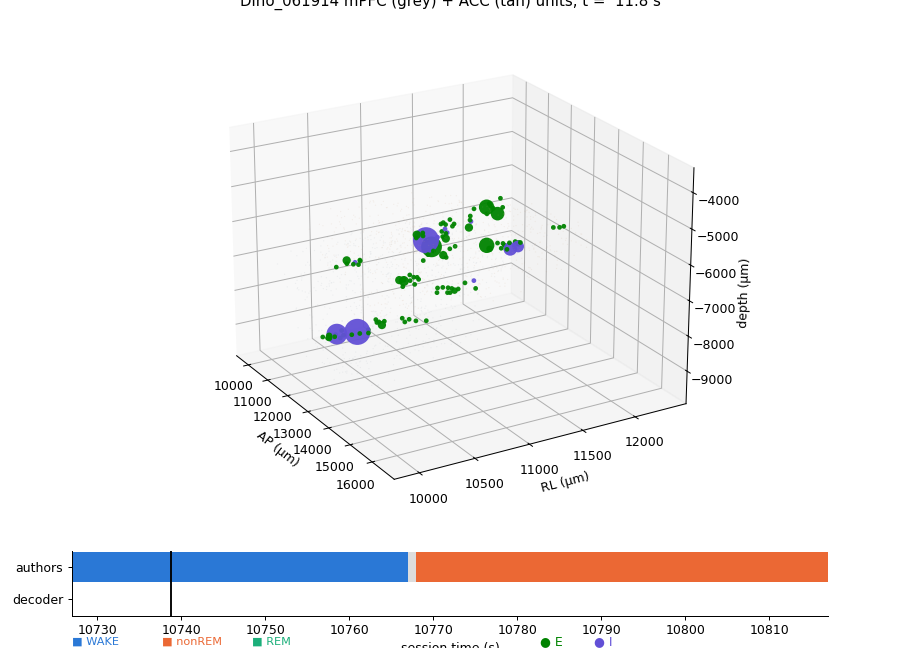 Dino_061914 mPFC (grey) + ACC (tan) units, t = 11.8 s
−4000
−5000
−6000
−7000
−8000
−9000
depth (μm)
10000
11000
12000
13000
14000
15000
16000
AP (μm)
10000
10500
11000
11500
12000
RL (μm)
authors
decoder
10730 10740 10750 10760 10770 10780 10790 10800 10810
session time (s)
WAKE nonREM REM E I